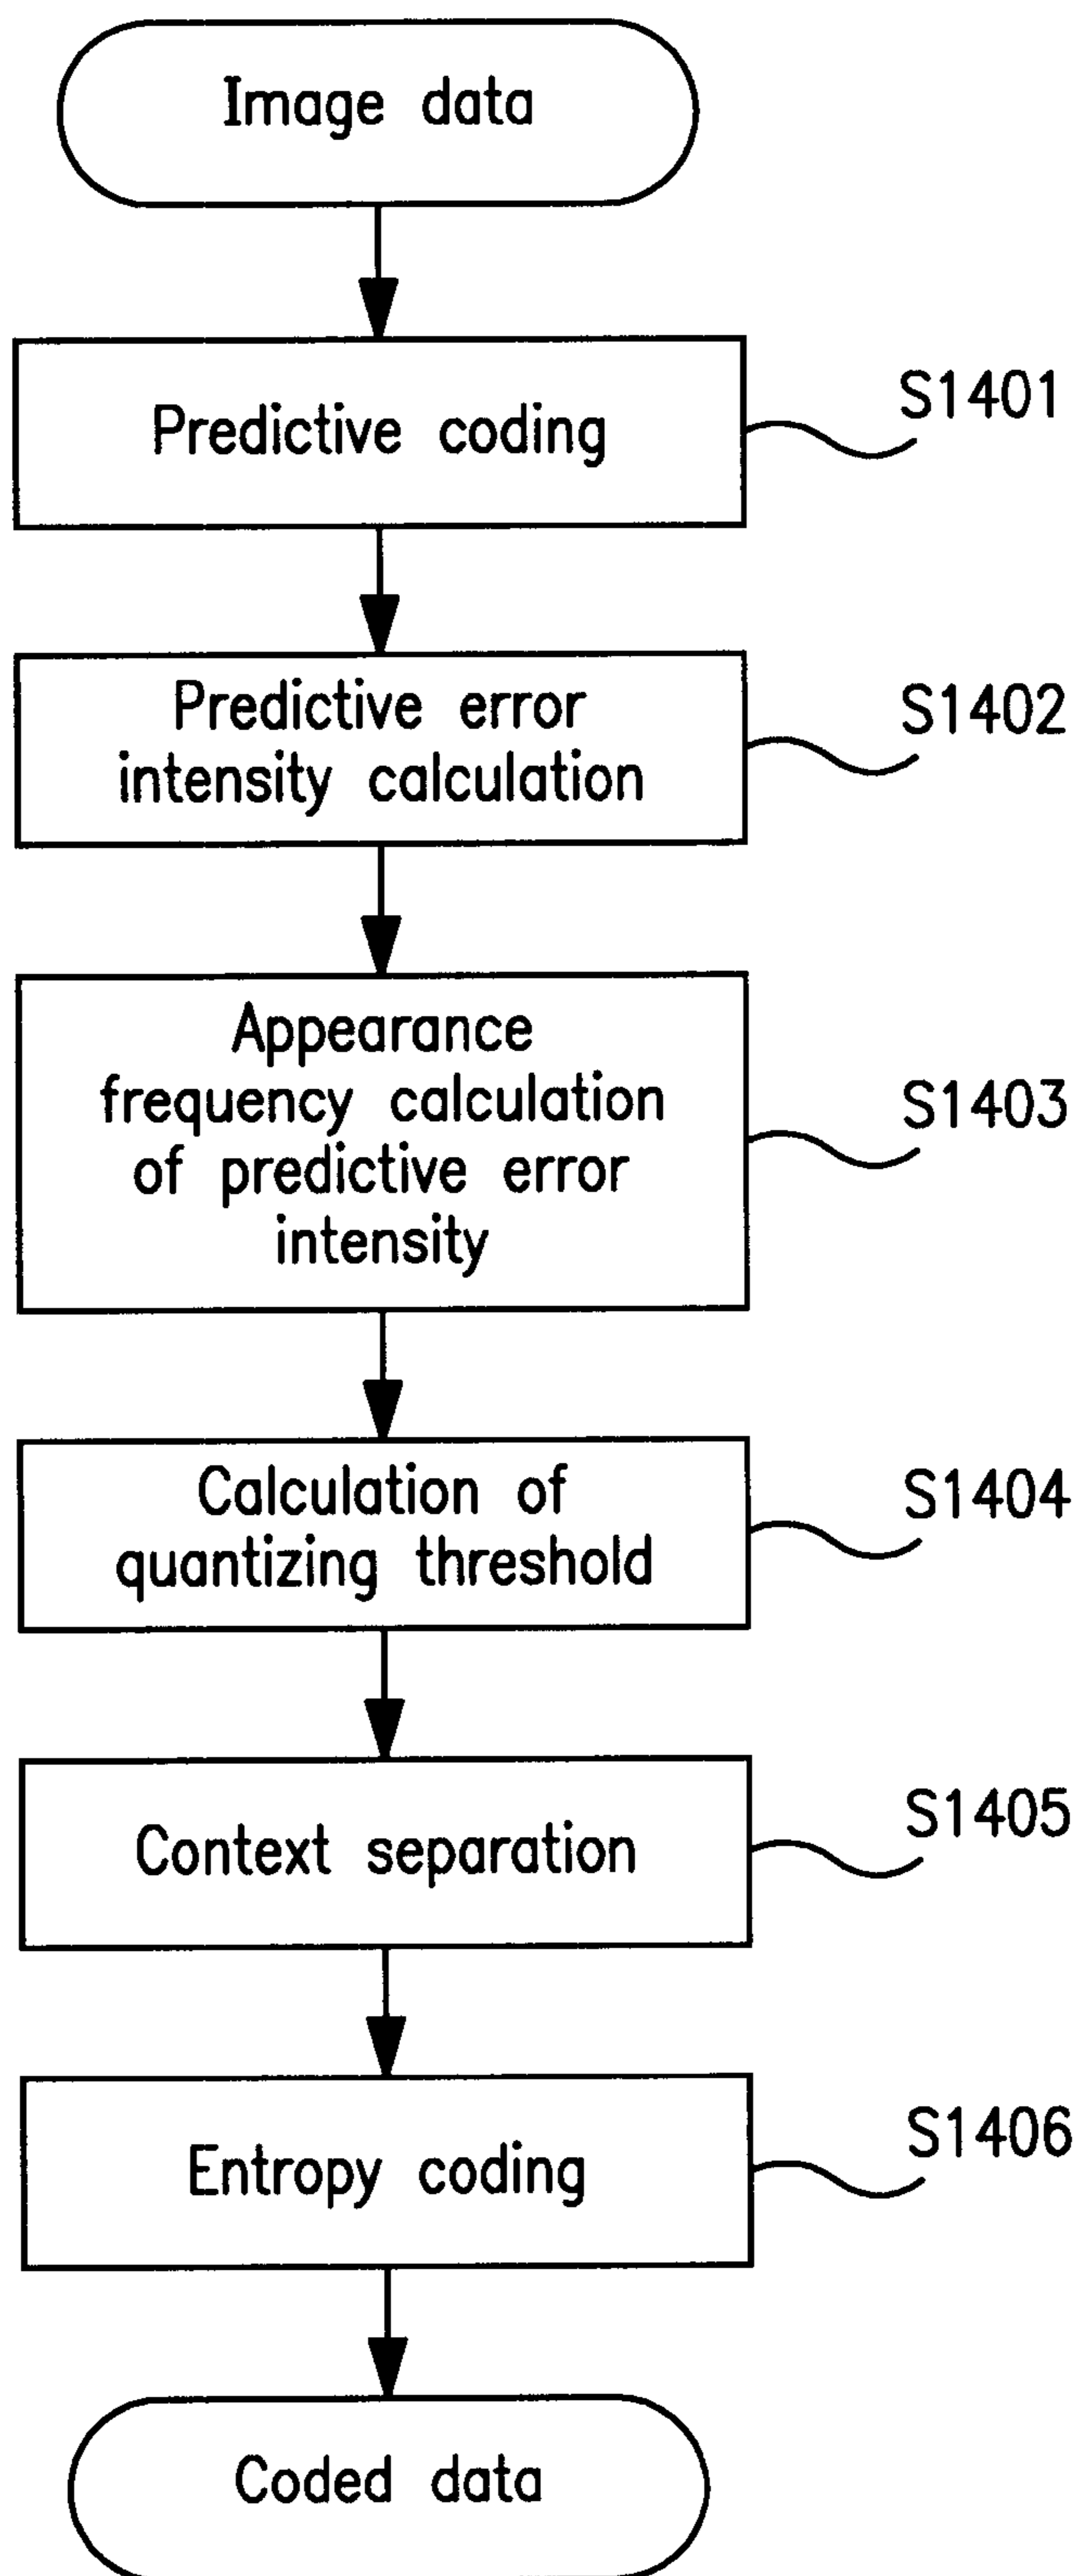 Image data
Predictive coding
S1401
Predictive error
intensity calculation
S1402
Appearance
frequency calculation
of predictive error
intensity
S1403
Calculation of
quantizing threshold
S1404
Context separation
S1405
Entropy coding
S1406
Coded data